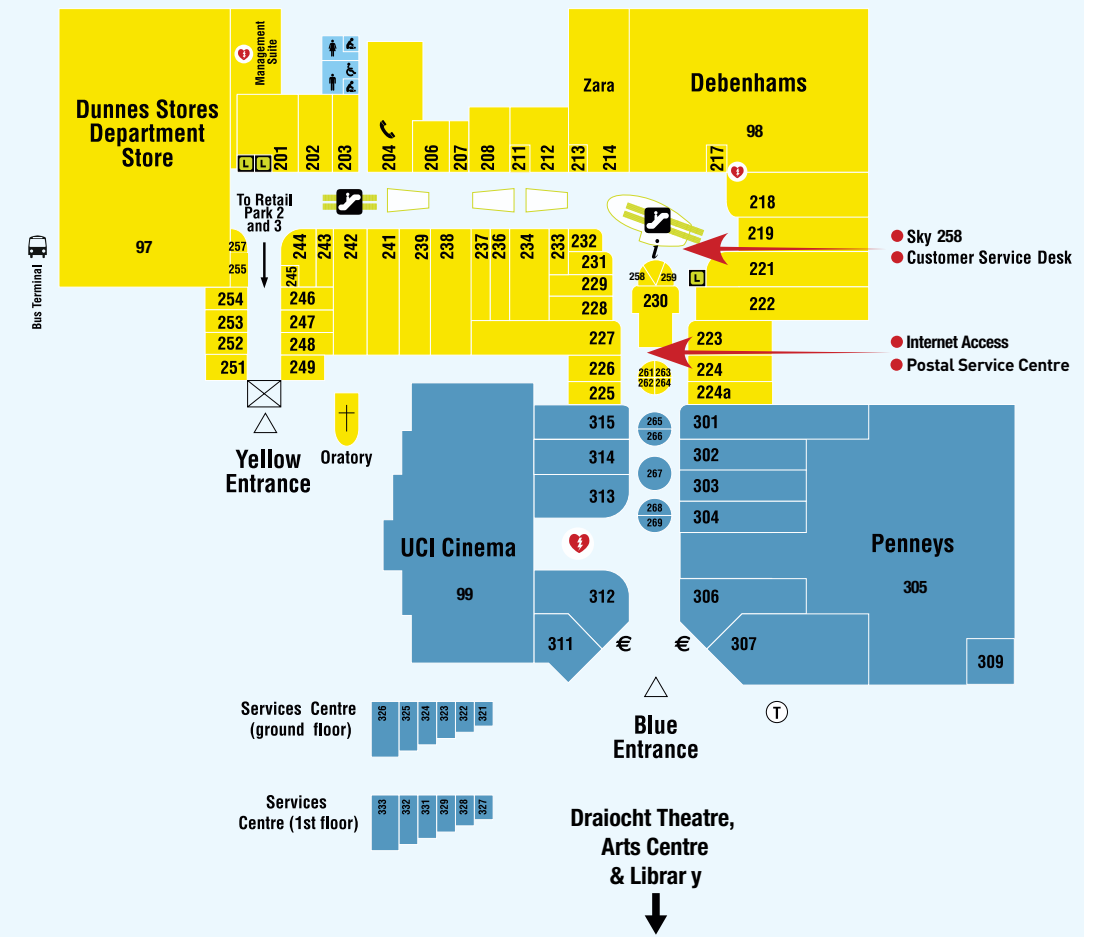 Dunnes Stores
Department
Store
97
Management
Suite
Zara
Debenhams
98
L
L
201
202
203
204
206
207
208
211
212
213
214
217
218
219
221
L
222
To Retail
Park 2
and 3
Bus Terminal
257
255
254
253
252
251
244
243
242
241
239
238
237
236
234
233
232
231
229
228
227
226
225
245
246
247
248
249
i
258
259
230
223
224
224a
261
263
262
264
Sky 258
Customer Service Desk
Internet Access
Postal Service Centre
Yellow
Entrance
Oratory
UCI Cinema
99
315
314
313
312
311
265
266
267
268
269
301
302
303
304
Penneys
305
306
307
309
€
€
T
Blue
Entrance
Services Centre
(ground floor)
326
325
324
323
322
321
Services
Centre (1st floor)
333
332
331
329
328
327
Draiocht Theatre,
Arts Centre
& Librar y